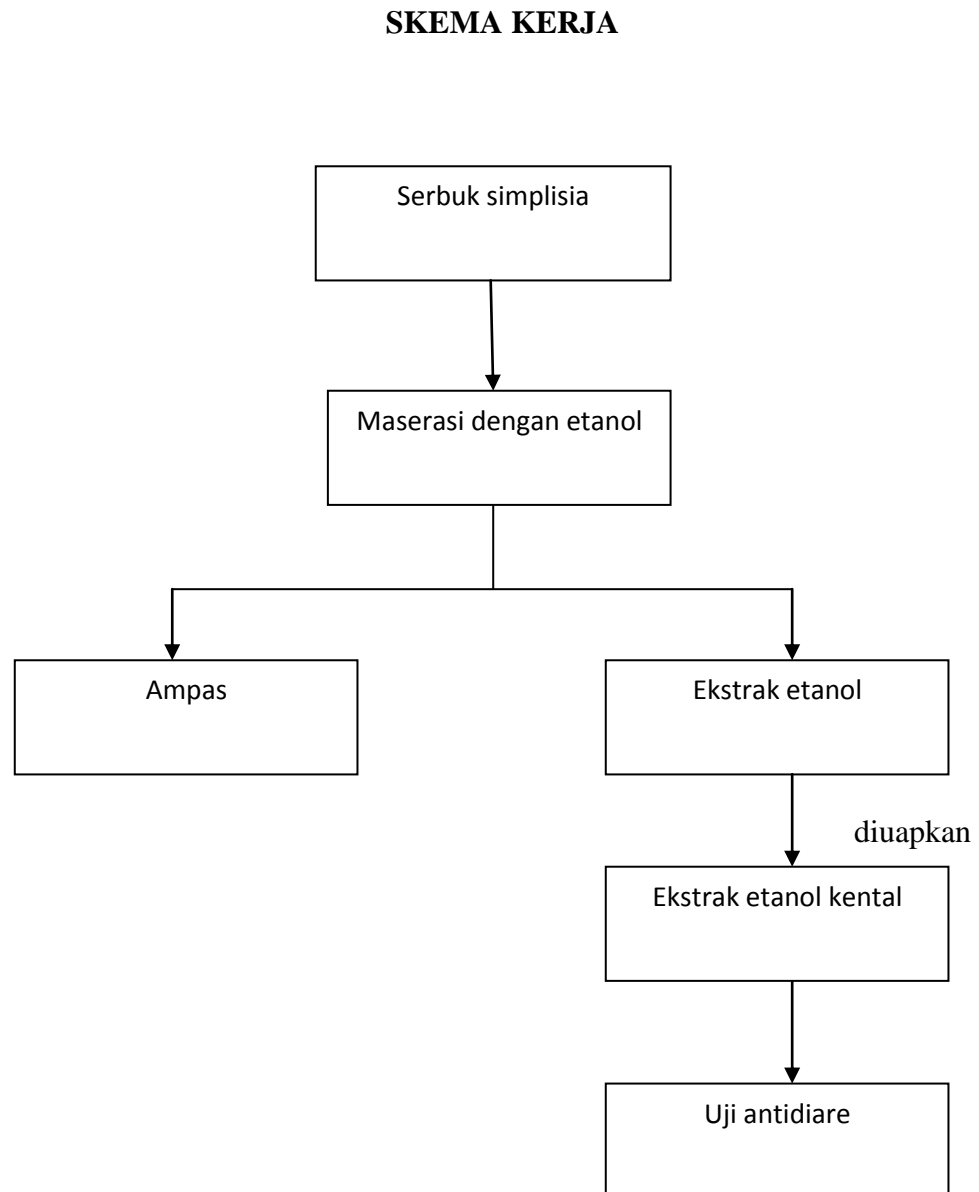 SKEMA KERJA
Serbuk simplisia
Maserasi dengan etanol
Ampas
Ekstrak etanol
diuapkan
Ekstrak etanol kental
Uji antidiare